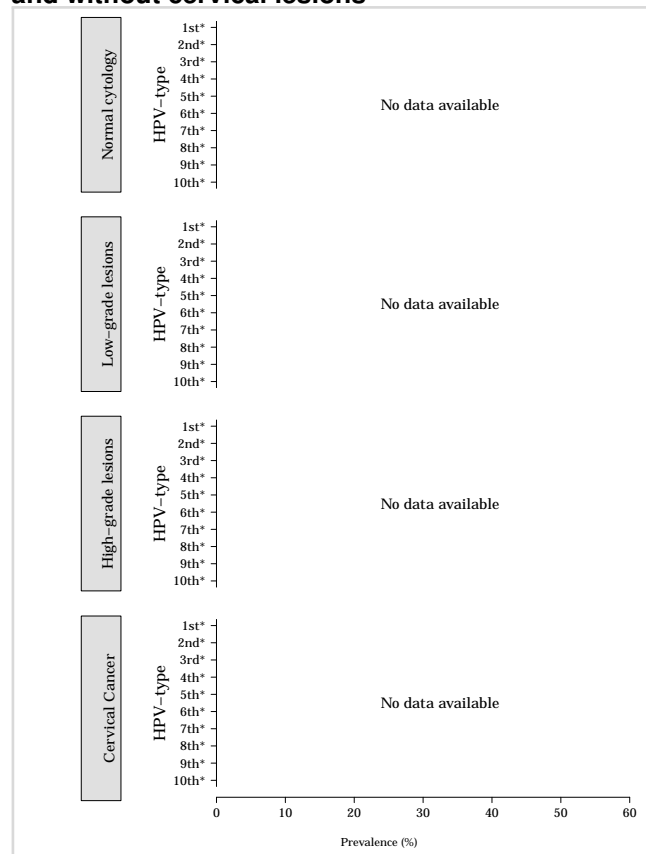 and without cervical lesions
Normal cytology
HPV−type
1st*
2nd*
3rd*
4th*
5th*
6th*
7th*
8th*
9th*
10th*
No data available
Low−grade lesions
HPV−type
1st*
2nd*
3rd*
4th*
5th*
6th*
7th*
8th*
9th*
10th*
No data available
High−grade lesions
HPV−type
1st*
2nd*
3rd*
4th*
5th*
6th*
7th*
8th*
9th*
10th*
No data available
Cervical Cancer
HPV−type
1st*
2nd*
3rd*
4th*
5th*
6th*
7th*
8th*
9th*
10th*
No data available
0 10 20 30 40 50 60
Prevalence (%)